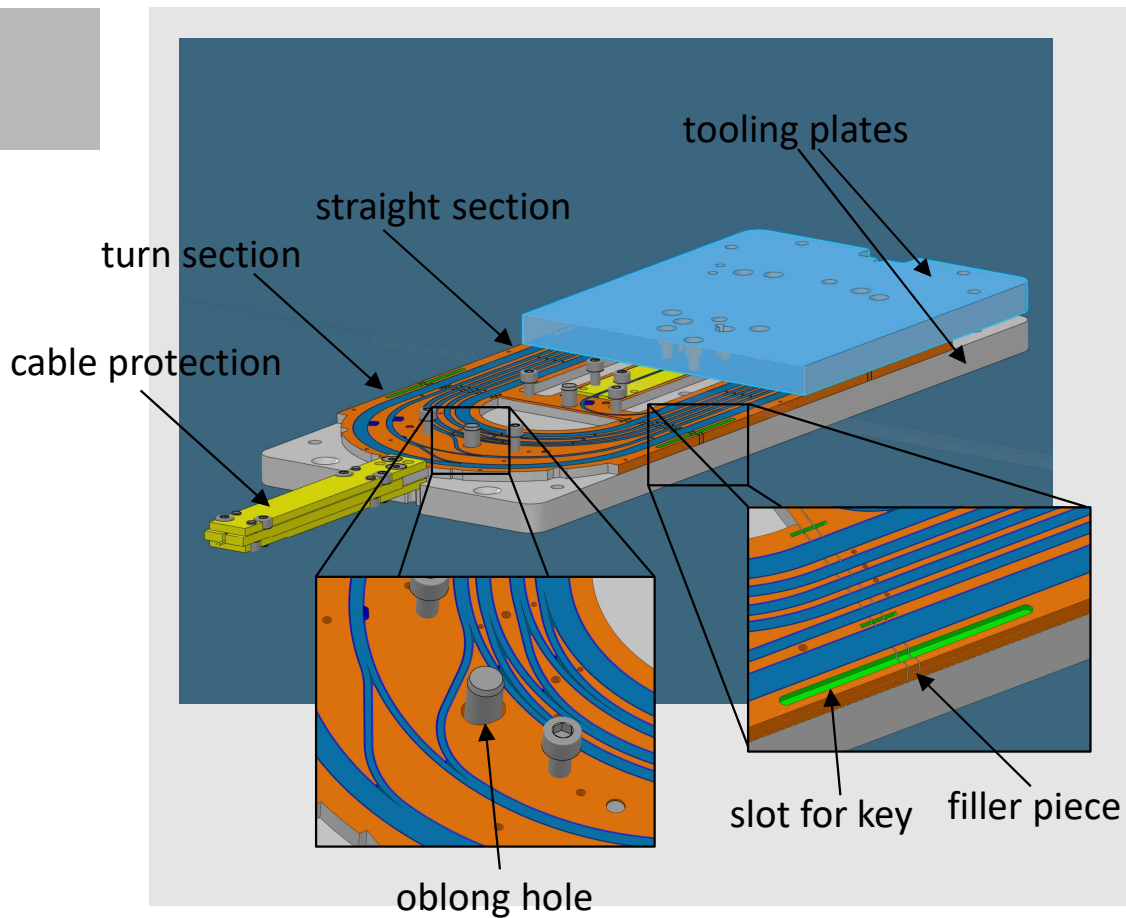 tooling plates
straight section
turn section
cable protection
slot for key
filler piece
oblong hole